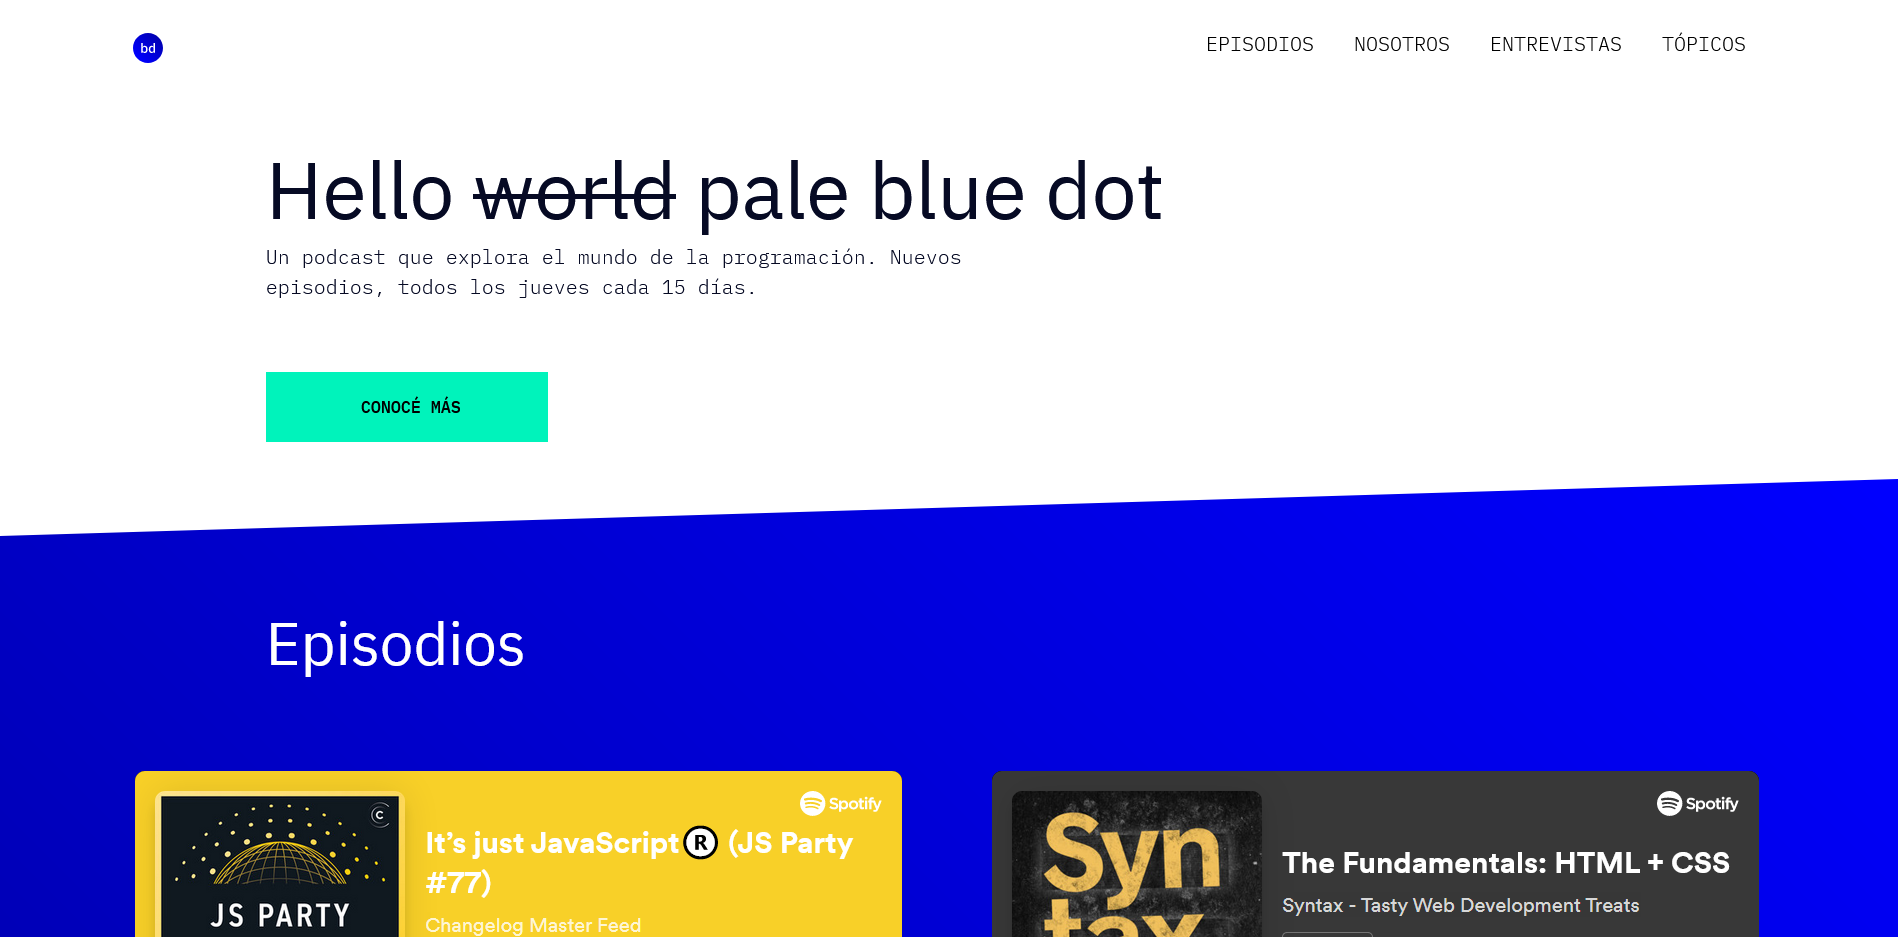 bd
EPISODIOS NOSOTROS ENTREVISTAS TÓPICOS
Hello world pale blue dot
Un podcast que explora el mundo de la programación. Nuevos
episodios, todos los jueves cada 15 días.
CONOCÉ MÁS
Episodios
C
JS PARTY
Spotify
It’s just JavaScript®️ (JS Party
#77)
Changelog Master Feed
Syn
tax
Spotify
The Fundamentals: HTML + CSS
Syntax - Tasty Web Development Treats